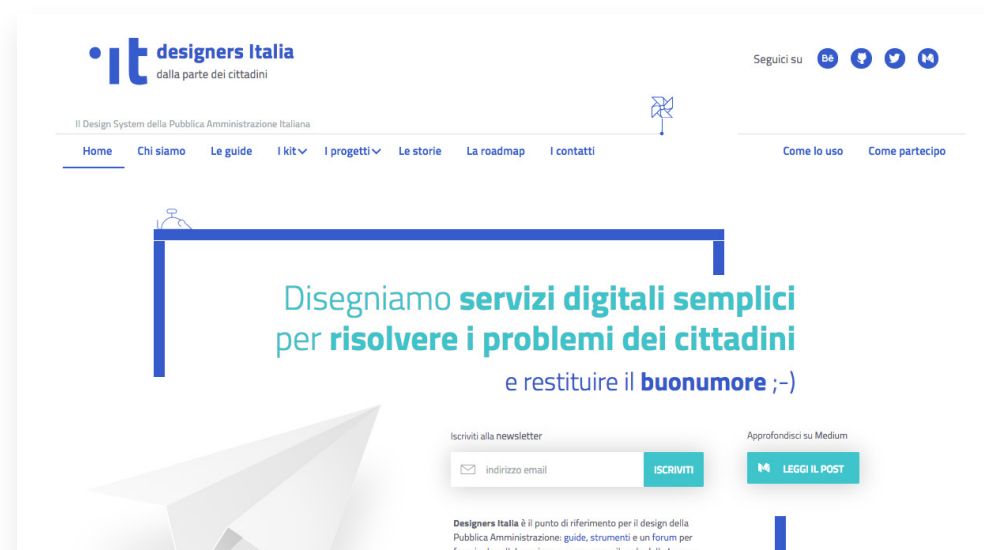 designers Italia
dalla parte dei cittadini
Seguici su
Il Design System della Pubblica Amministrazione Italiana
Home Chi siamo Le guide I kit I progetti Le storie La roadmap I contatti Come lo uso Come partecipo
Disegniamo servizi digitali semplici
per risolvere i problemi dei cittadini
e restituire il buonumore ;-)
Iscriviti alla newsletter
Approfondisci su Medium
indirizzo email
ISCRIVITI
LEGGI IL POST
Designers Italia è il punto di riferimento per il design della
Pubblica Amministrazione: guide, strumenti e un forum per